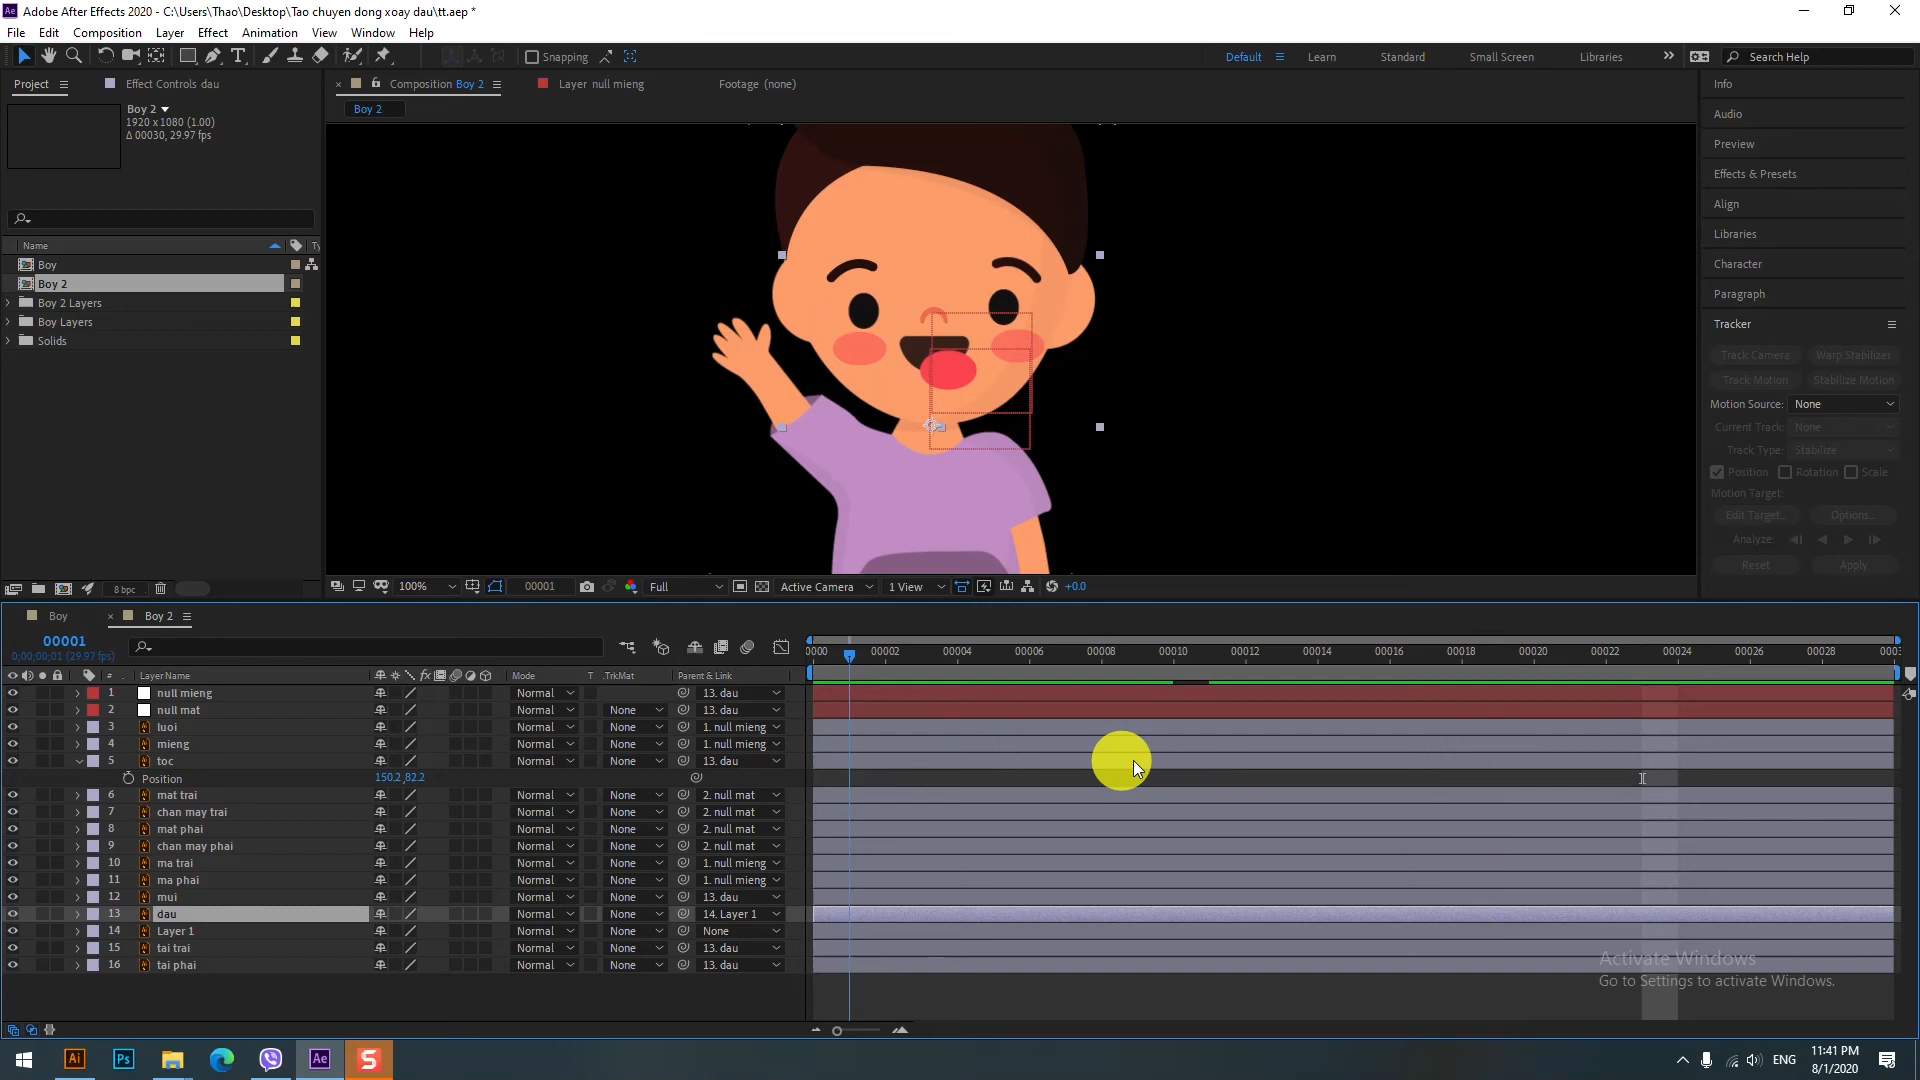 Adobe After Effects 2020 - C:\Users\Thao\Desktop\Tao chuyen dong xoay dau\tt.aep *
File Edit Composition Layer Effect Animation View Window Help
Snapping
Default Learn Standard Small Screen Libraries Search Help
Project Effect Controls dau
Composition Boy 2 Layer null mieng Footage (none)
Boy 2
Boy 2
1920 x 1080 (1.00)
Δ 00030, 29.97 fps
Name Ty
Boy
Boy 2
Boy 2 Layers
Boy Layers
Solids
8 bpc
100% 00001 Full Active Camera 1 View +0.0
Info
Audio
Preview
Effects & Presets
Align
Libraries
Character
Paragraph
Tracker
Track Camera Warp Stabilizer
Track Motion Stabilize Motion
Motion Source: None
Current Track: None
Track Type: Stabilize
Position Rotation Scale
Motion Target:
Edit Target... Options...
Analyze:
Reset Apply
Boy Boy 2
00001
0;00;00;01 (29.97 fps)
0000 00002 00004 00006 00008 00010 00012 00014 00016 00018 00020 00022 00024 00026 00028 0003
# Layer Name Mode T .TrkMat Parent & Link
1 null mieng Normal 13. dau
2 null mat Normal None 13. dau
3 luoi Normal None 1. null mieng
4 mieng Normal None 1. null mieng
5 toc Normal None 13. dau
Position 150.2,82.2
6 mat trai Normal None 2. null mat
7 chan may trai Normal None 2. null mat
8 mat phai Normal None 2. null mat
9 chan may phai Normal None 2. null mat
10 ma trai Normal None 1. null mieng
11 ma phai Normal None 1. null mieng
12 mui Normal None 13. dau
13 dau Normal None 14. Layer 1
14 Layer 1 Normal None None
15 tai trai Normal None 13. dau
16 tai phai Normal None 13. dau
Activate Windows
Go to Settings to activate Windows.
Ai Ps Ae S
ENG
11:41 PM
8/1/2020